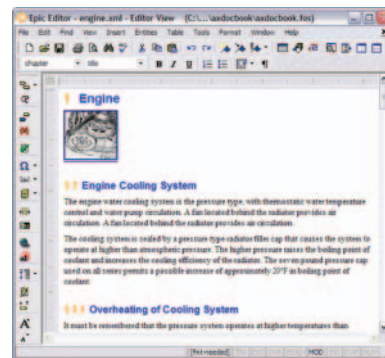 Epic Editor - engine.xml - Editor View (C:\...\axdocbook\axdocbook.fos)
File Edit Find View Insert Entities Table Tools Format Window Help
chapter title B I U
Engine
Engine Cooling System
The engine water cooling system is the pressure type, with thermostatic water temperature
control and water pump circulation. A fan located behind the radiator provides air
circulation. A fan located behind the radiator provides air circulation.
The cooling system is sealed by a pressure type radiator filler cap that causes the system to
operate at higher than atmospheric pressure. The higher pressure raises the boiling point of
coolant and increases the cooling efficiency of the radiator. The seven pound pressure cap
used on all series permits a possible increase of approximately 20°F in boiling point of
coolant.
Overheating of Cooling System
It must be remembered that the pressure system operates at higher temperatures than
MOD